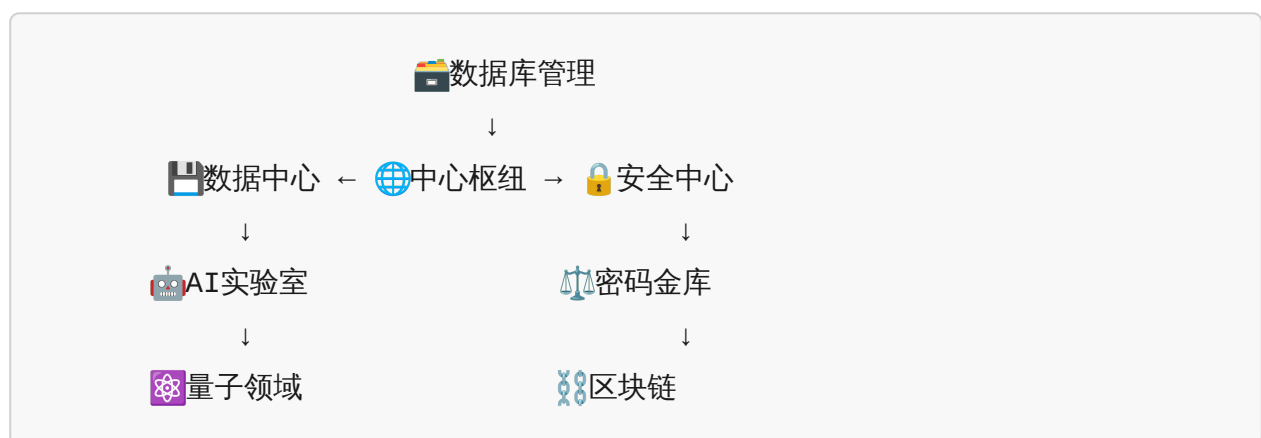 🗃️数据库管理
↓
💾数据中心 ← 🌐中心枢纽 → 🔒安全中心
↓ ↓
🤖AI实验室 ⚖️密码金库
↓ ↓
⚛️量子领域 ⛓️区块链